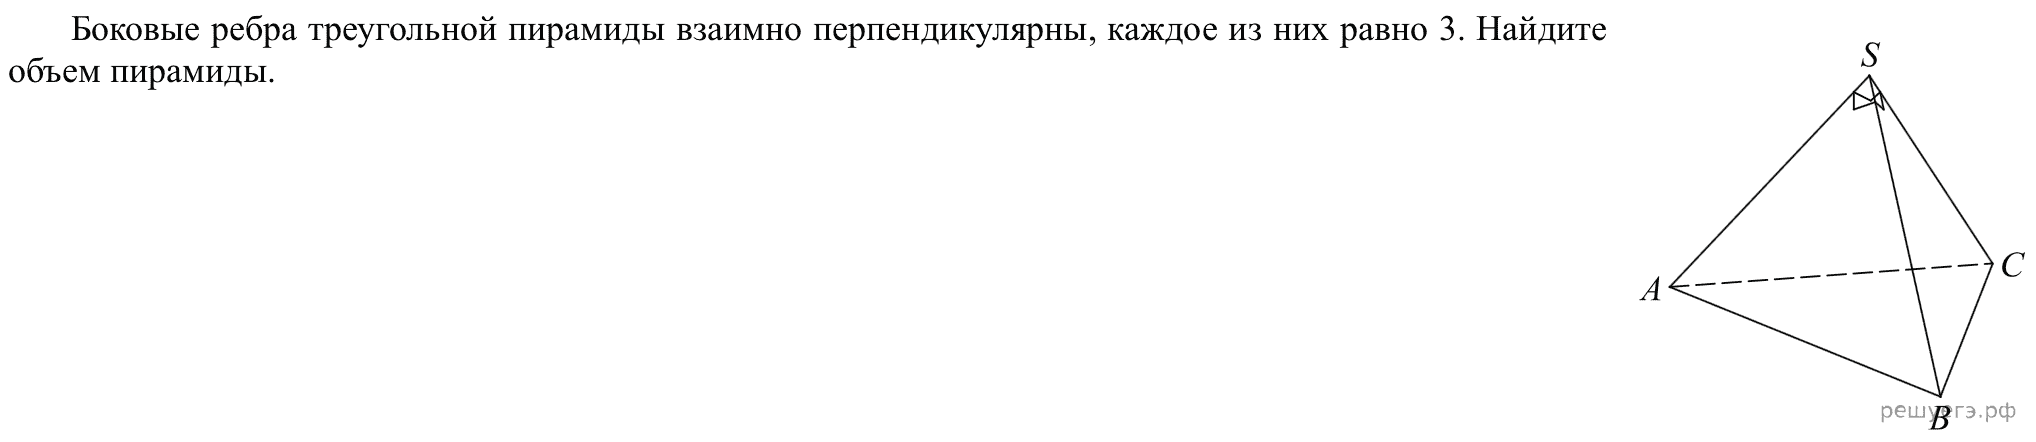 Боковые ребра треугольной пирамиды взаимно перпендикулярны, каждое из них равно 3. Найдите
объем пирамиды.
S
A
C
B
решуегэ.рф